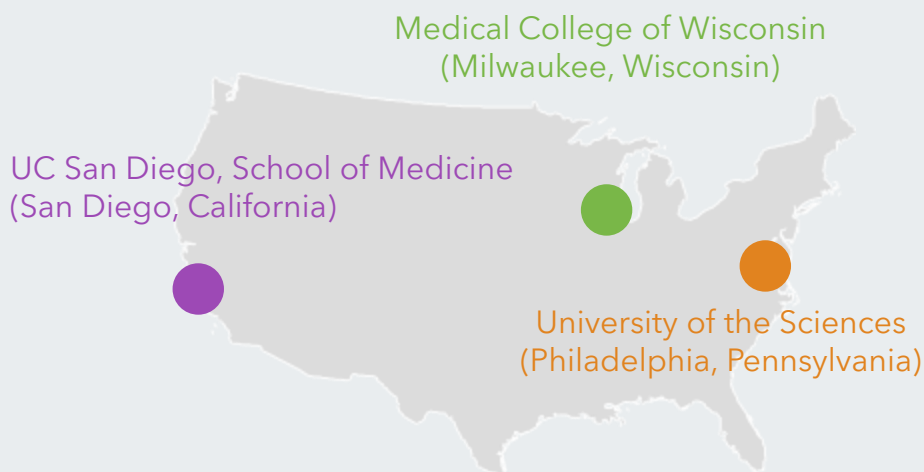 Medical College of Wisconsin
(Milwaukee, Wisconsin)
UC San Diego, School of Medicine
(San Diego, California)
University of the Sciences
(Philadelphia, Pennsylvania)